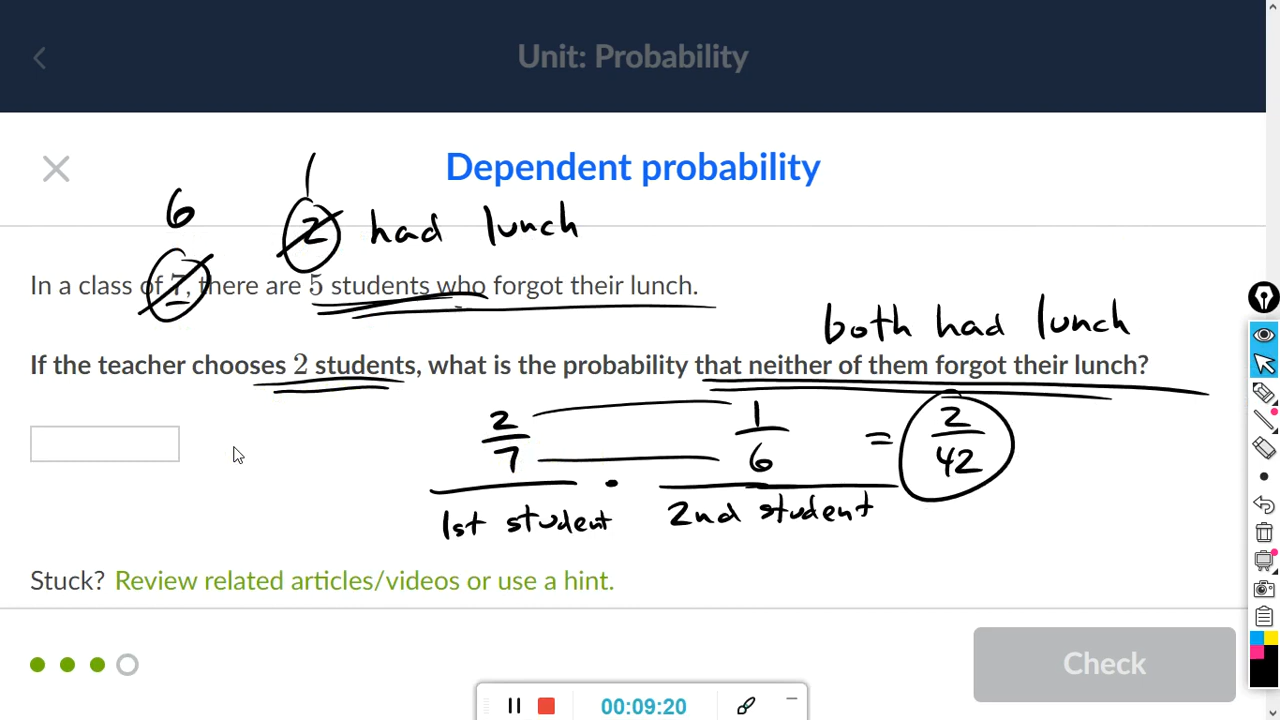 Unit: Probability
Dependent probability
6
1
2 had lunch
In a class of 7, there are 5 students who forgot their lunch.
both had lunch
If the teacher chooses 2 students, what is the probability that neither of them forgot their lunch?
2/7 · 1/6 = 2/42
1st student 2nd student
Stuck? Review related articles/videos or use a hint.
Check
00:09:20